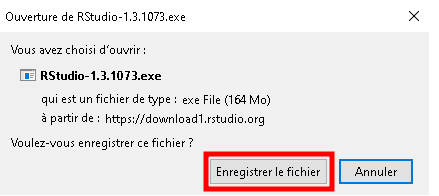 Ouverture de RStudio-1.3.1073.exe
Vous avez choisi d'ouvrir :
RStudio-1.3.1073.exe
qui est un fichier de type : exe File (164 Mo)
à partir de : https://download1.rstudio.org
Voulez-vous enregistrer ce fichier ?
Enregistrer le fichier Annuler